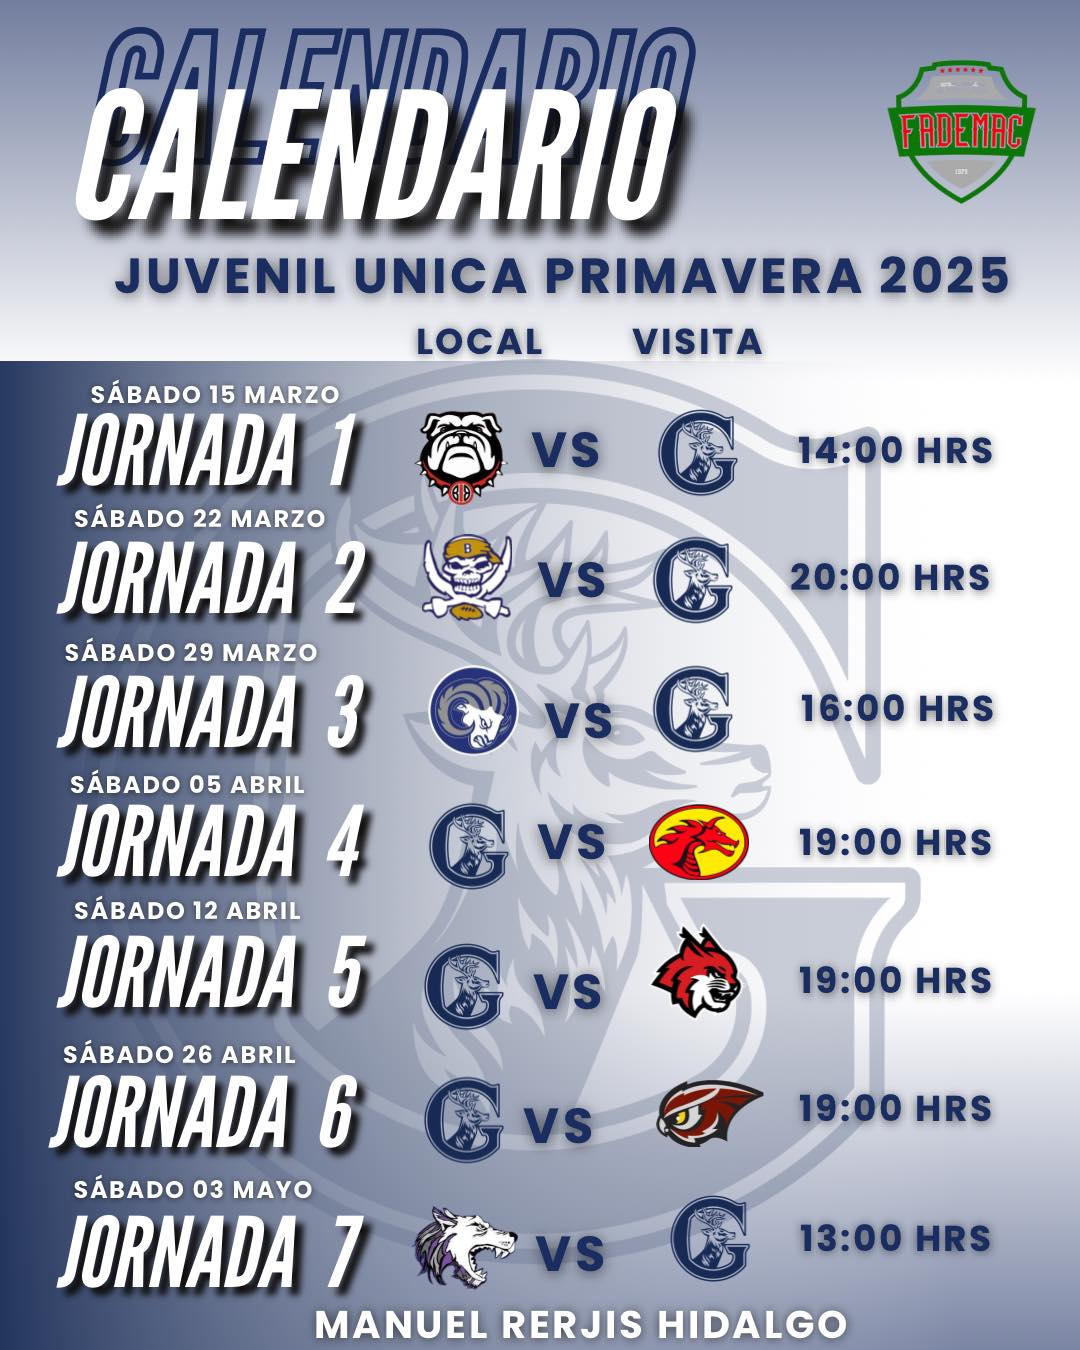 CALENDARIO
CALENDARIO
FADEMAC
JUVENIL UNICA PRIMAVERA 2025
LOCAL VISITA
SÁBADO 15 MARZO
JORNADA 1 VS G 14:00 HRS
SÁBADO 22 MARZO
JORNADA 2 B VS G 20:00 HRS
SÁBADO 29 MARZO
JORNADA 3 VS G 16:00 HRS
SÁBADO 05 ABRIL
JORNADA 4 G VS 19:00 HRS
SÁBADO 12 ABRIL
JORNADA 5 G VS 19:00 HRS
SÁBADO 26 ABRIL
JORNADA 6 G VS 19:00 HRS
SÁBADO 03 MAYO
JORNADA 7 VS G 13:00 HRS
MANUEL RERJIS HIDALGO